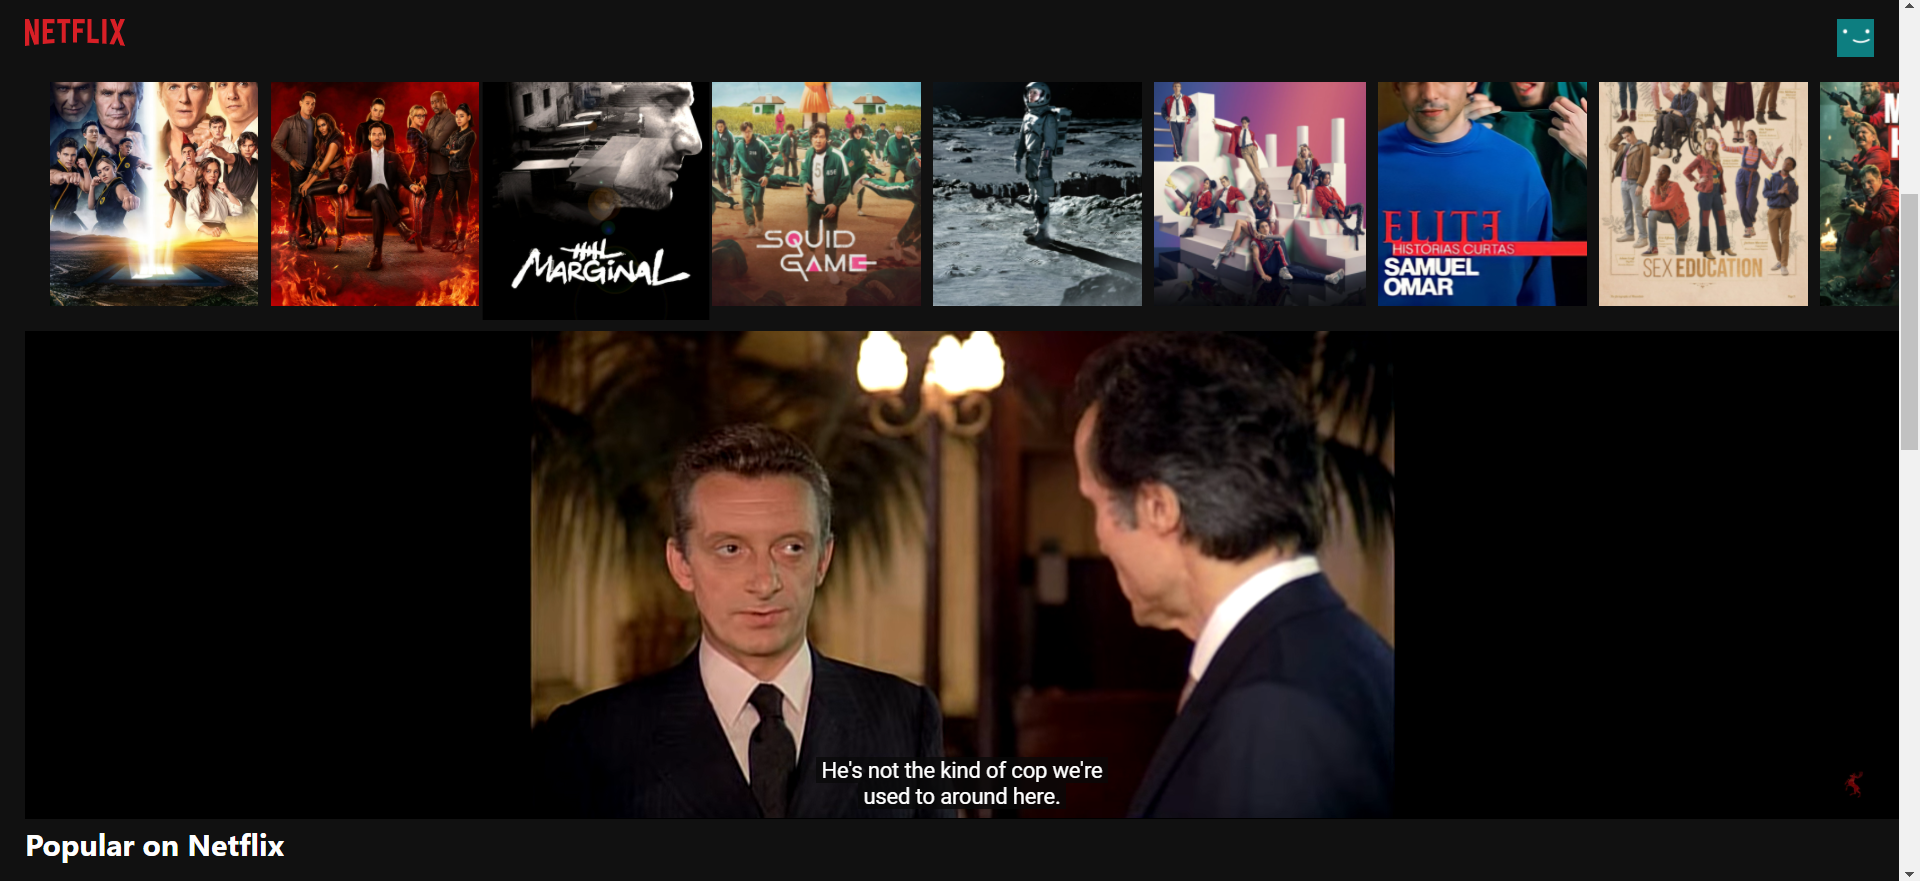 NETFLIX
MARGINAL
SQUID
GAME
ELITE
HISTÓRIAS CURTAS
SAMUEL
OMAR
SEX EDUCATION
He's not the kind of cop we're
used to around here.
Popular on Netflix